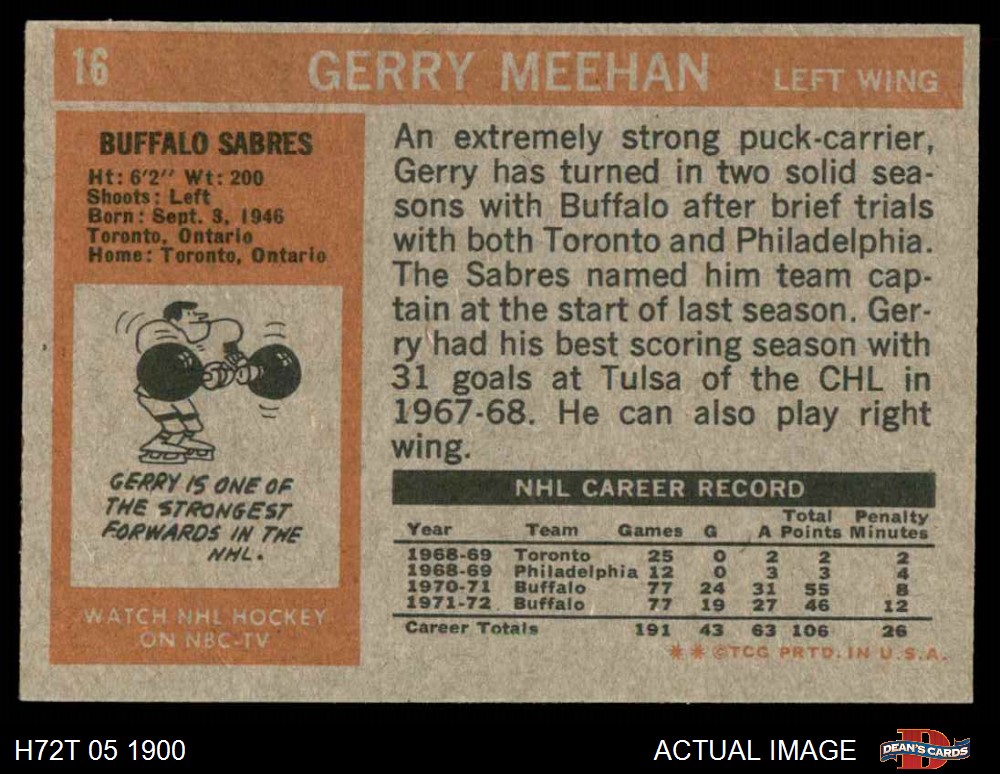 16 GERRY MEEHAN LEFT WING
BUFFALO SABRES
Ht: 6'2" Wt: 200
Shoots: Left
Born: Sept. 3, 1946
Toronto, Ontario
Home: Toronto, Ontario
GERRY IS ONE OF
THE STRONGEST
FORWARDS IN THE
NHL.
WATCH NHL HOCKEY
ON NBC-TV
An extremely strong puck-carrier,
Gerry has turned in two solid sea-
sons with Buffalo after brief trials
with both Toronto and Philadelphia.
The Sabres named him team cap-
tain at the start of last season. Ger-
ry had his best scoring season with
31 goals at Tulsa of the CHL in
1967-68. He can also play right
wing.
NHL CAREER RECORD
Total Penalty
Year Team Games G A Points Minutes
1968-69 Toronto 25 0 2 2 2
1968-69 Philadelphia 12 0 3 3 4
1970-71 Buffalo 77 24 31 55 8
1971-72 Buffalo 77 19 27 46 12
Career Totals 191 43 63 106 26
* * ©TCG PRTD. IN U.S.A.
H72T 05 1900 ACTUAL IMAGE DEAN'S CARDS